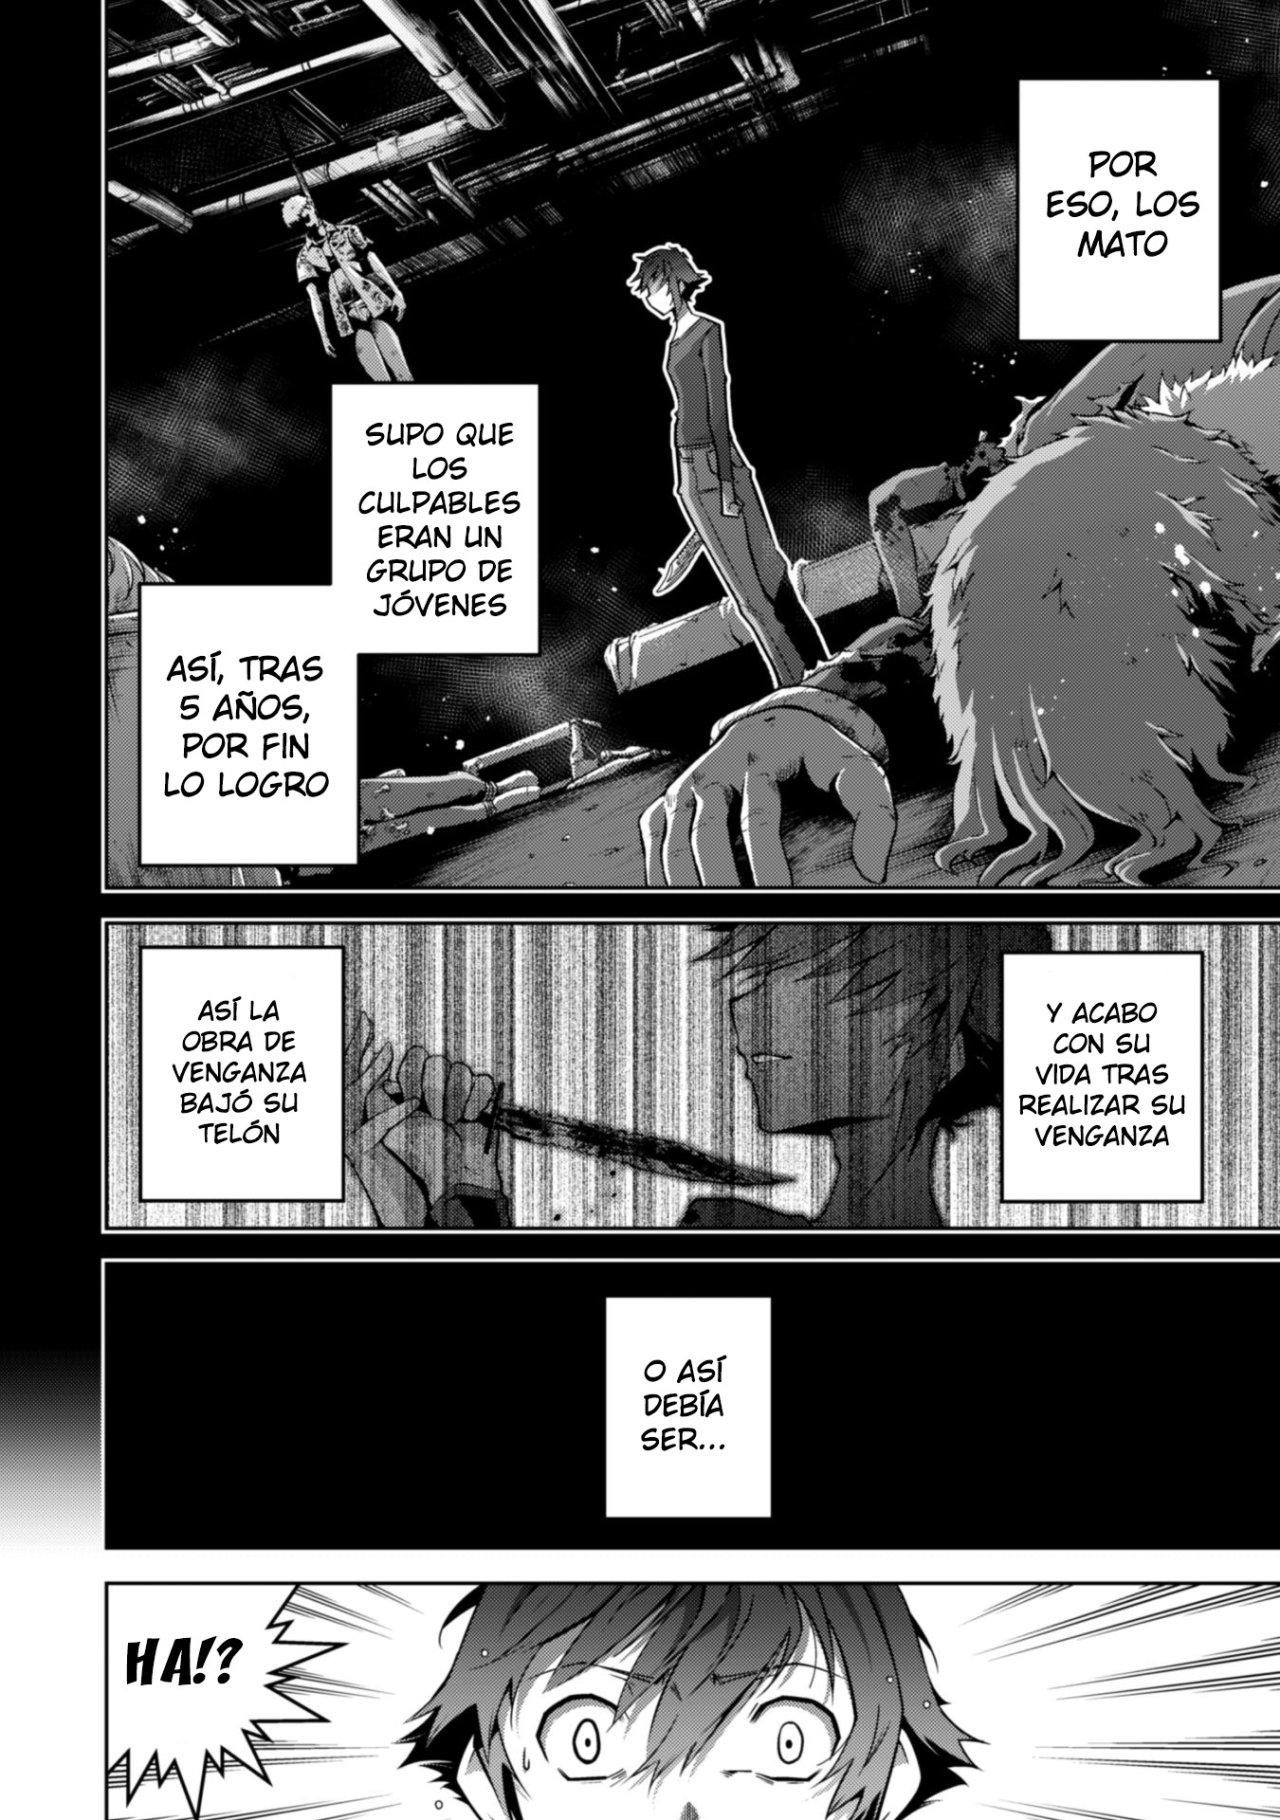 POR
ESO, LOS
MATO
SUPO QUE
LOS
CULPABLES
ERAN UN
GRUPO DE
JÓVENES
ASÍ, TRAS
5 AÑOS,
POR FIN
LO LOGRO
Y ACABO
CON SU
VIDA TRAS
REALIZAR SU
VENGANZA
ASÍ LA
OBRA DE
VENGANZA
BAJÓ SU
TELÓN
O ASÍ
DEBÍA
SER...
HA!?